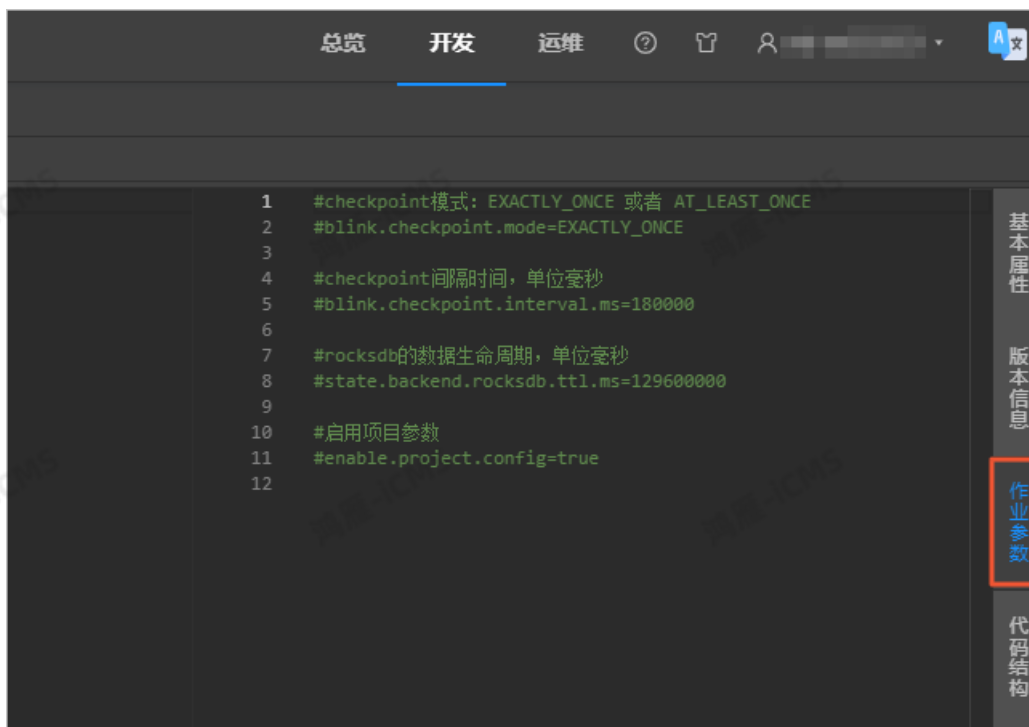 总览 开发 运维
A 文
1 #checkpoint模式: EXACTLY_ONCE 或者 AT_LEAST_ONCE
2 #blink.checkpoint.mode=EXACTLY_ONCE
3
4 #checkpoint间隔时间，单位毫秒
5 #blink.checkpoint.interval.ms=180000
6
7 #rocksdb的数据生命周期，单位毫秒
8 #state.backend.rocksdb.ttl.ms=129600000
9
10 #启用项目参数
11 #enable.project.config=true
12
基本属性
版本信息
作业参数
代码结构